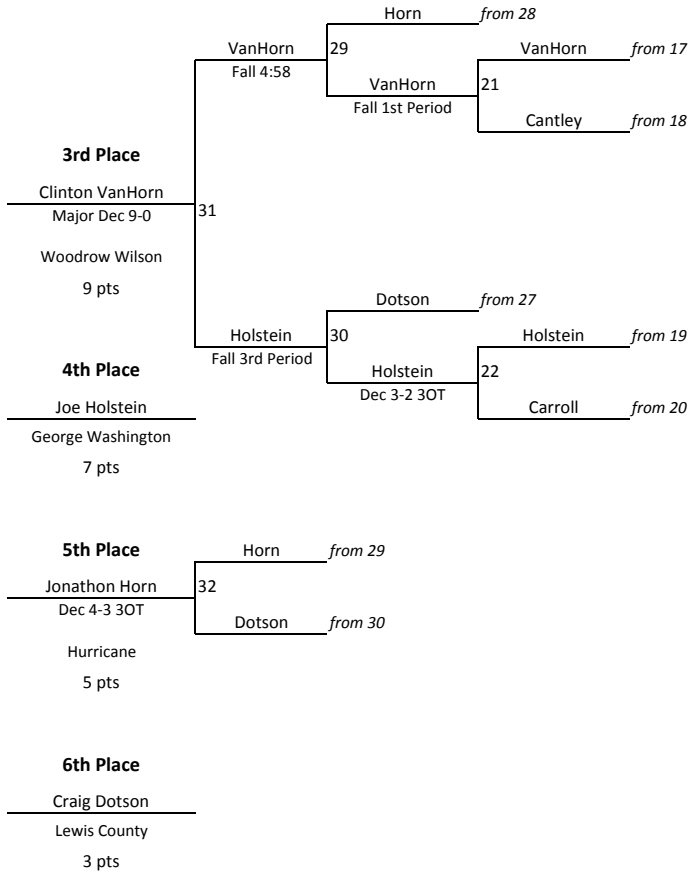 Horn from 28
VanHorn 29 VanHorn from 17
Fall 4:58 VanHorn 21
Fall 1st Period
Cantley from 18
3rd Place
Clinton VanHorn
Major Dec 9-0 31
Woodrow Wilson
9 pts
Dotson from 27
Holstein 30 Holstein from 19
Fall 3rd Period
4th Place Holstein 22
Dec 3-2 3OT
Joe Holstein Carroll from 20
George Washington
7 pts
5th Place Horn from 29
Jonathon Horn 32
Dec 4-3 3OT
Dotson from 30
Hurricane
5 pts
6th Place
Craig Dotson
Lewis County
3 pts